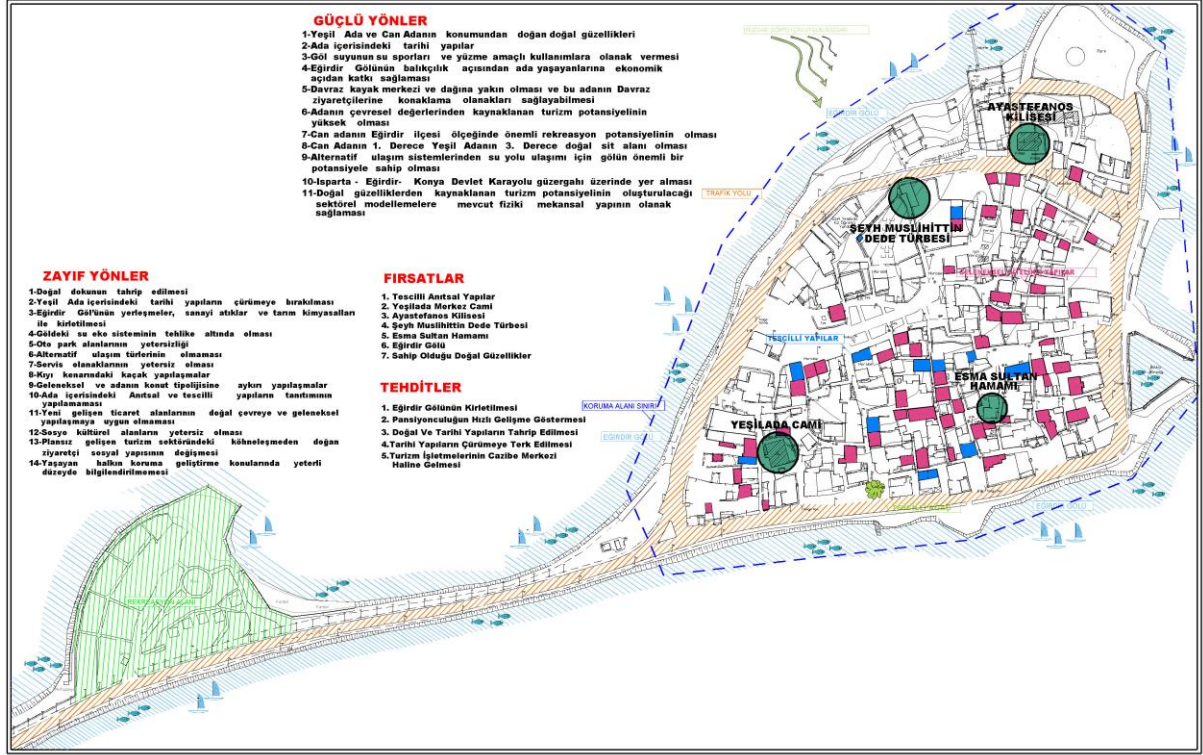 GÜÇLÜ YÖNLER
1-Yeşil Ada ve Can Adanın konumundan doğan doğal güzellikleri
2-Ada içerisindeki tarihi yapılar
3-Göl suyunun su sporları ve yüzme amaçlı kullanımlara olanak vermesi
4-Eğirdir Gölünün balıkçılık açısından ada yaşayanlarına ekonomik
açıdan katkı sağlaması
5-Davraz kayak merkezi ve dağına yakın olması ve bu adanın Davraz
ziyaretçilerine konaklama olanakları sağlayabilmesi
6-Adanın çevresel değerlerinden kaynaklanan turizm potansiyelinin
yüksek olması
7-Can adanın Eğirdir ilçesi ölçeğinde önemli rekreasyon potansiyelinin olması
8-Can Adanın 1. Derece Yeşil Adanın 3. Derece doğal sit alanı olması
9-Alternatif ulaşım sistemlerinden su yolu ulaşımı için gölün önemli bir
potansiyele sahip olması
10-Isparta - Eğirdir- Konya Devlet Karayolu güzergahı üzerinde yer alması
11-Doğal güzelliklerden kaynaklanan turizm potansiyelinin oluşturulacağı
sektörel modellemelere mevcut fiziki mekansal yapının olanak
sağlaması
ZAYIF YÖNLER
1-Doğal dokunun tahrip edilmesi
2-Yeşil Ada içerisindeki tarihi yapıların çürümeye bırakılması
3-Eğirdir Göl'ünün yerleşmeler, sanayi atıklar ve tarım kimyasalları
ile kirletilmesi
4-Göldeki su eko sisteminin tehlike altında olması
5-Oto park alanlarının yetersizliği
6-Alternatif ulaşım türlerinin olmaması
7-Servis olanaklarının yetersiz olması
8-Kıyı kenarındaki kaçak yapılaşmalar
9-Geleneksel ve adanın konut tipolijisine aykırı yapılaşmalar
10-Ada içerisindeki Anıtsal ve tescilli yapıların tanıtımının
yapılamaması
11-Yeni gelişen ticaret alanlarının doğal çevreye ve geleneksel
yapılaşmaya uygun olmaması
12-Sosyo kültürel alanların yetersiz olması
13-Plansız gelişen turizm sektöründeki köhneleşmeden doğan
ziyaretçi sosyal yapısının değişmesi
14-Yaşayan halkın koruma geliştirme konularında yeterli
düzeyde bilgilendirilmemesi
FIRSATLAR
1. Tescilli Anıtsal Yapılar
2. Yeşilada Merkez Cami
3. Ayastefanos Kilisesi
4. Şeyh Muslihittin Dede Türbesi
5. Esma Sultan Hamamı
6. Eğirdir Gölü
7. Sahip Olduğu Doğal Güzellikler
TEHDİTLER
1. Eğirdir Gölünün Kirletilmesi
2. Pansiyonculuğun Hızlı Gelişme Göstermesi
3. Doğal Ve Tarihi Yapıların Tahrip Edilmesi
4.Tarihi Yapıların Çürümeye Terk Edilmesi
5.Turizm İşletmelerinin Cazibe Merkezi
Haline Gelmesi
EĞİRDİR GÖLÜ
AYASTEFANOS
KİLİSESİ
TRAFİK YOLU
ŞEYH MUSLİHİTTİN
DEDE TÜRBESİ
YAPILAR
TESCİLLİ YAPILAR
ESMA SULTAN
HAMAMI
KORUMA ALANI SINIRI
YEŞİLADA CAMİ
EĞİRDİR GÖLÜ
EĞİRDİR GÖLÜ
REKREASYON ALANI